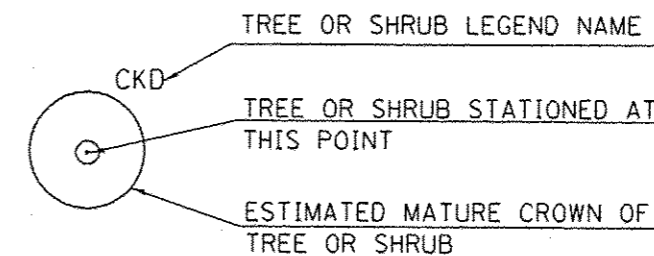 TREE OR SHRUB LEGEND NAME
CKD
TREE OR SHRUB STATIONED AT
THIS POINT
ESTIMATED MATURE CROWN OF
TREE OR SHRUB